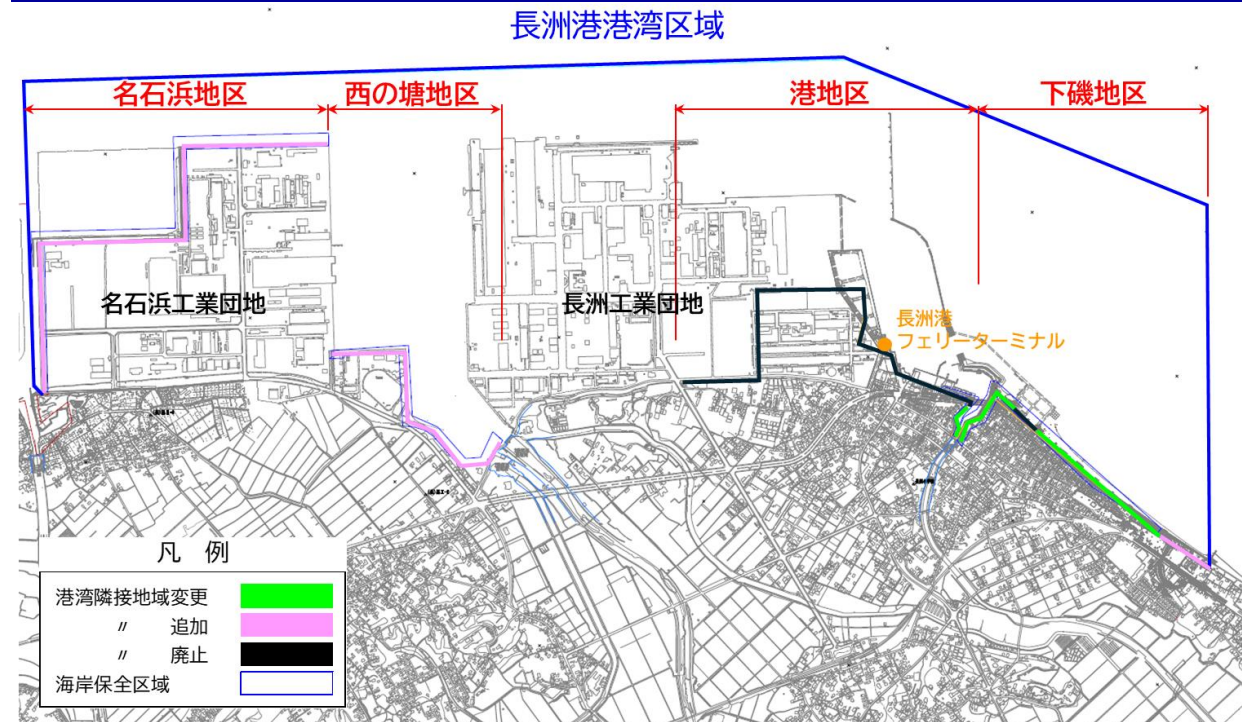 長洲港港湾区域
名石浜地区
西の塘地区
港地区
下磯地区
名石浜工業団地
長洲工業団地
長洲港
フェリーターミナル
凡 例
港湾隣接地域変更
〃 追加
〃 廃止
海岸保全区域